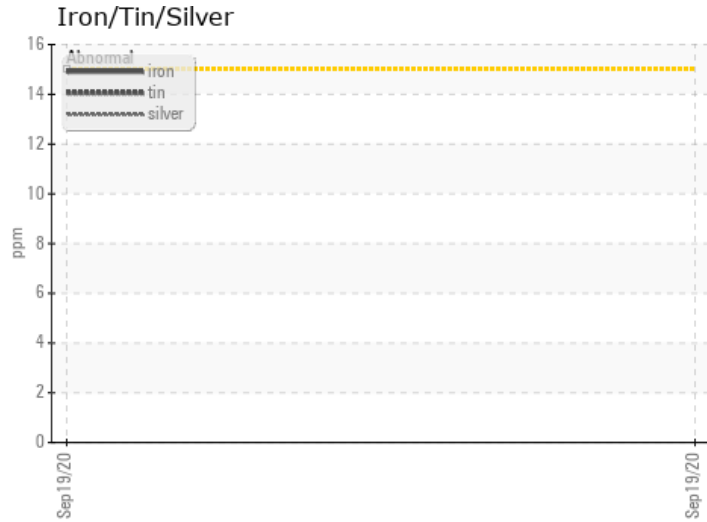 Iron/Tin/Silver
16
14
12
10
8
6
4
2
0
ppm
Abnormal
iron
tin
silver
Sep19/20
Sep19/20